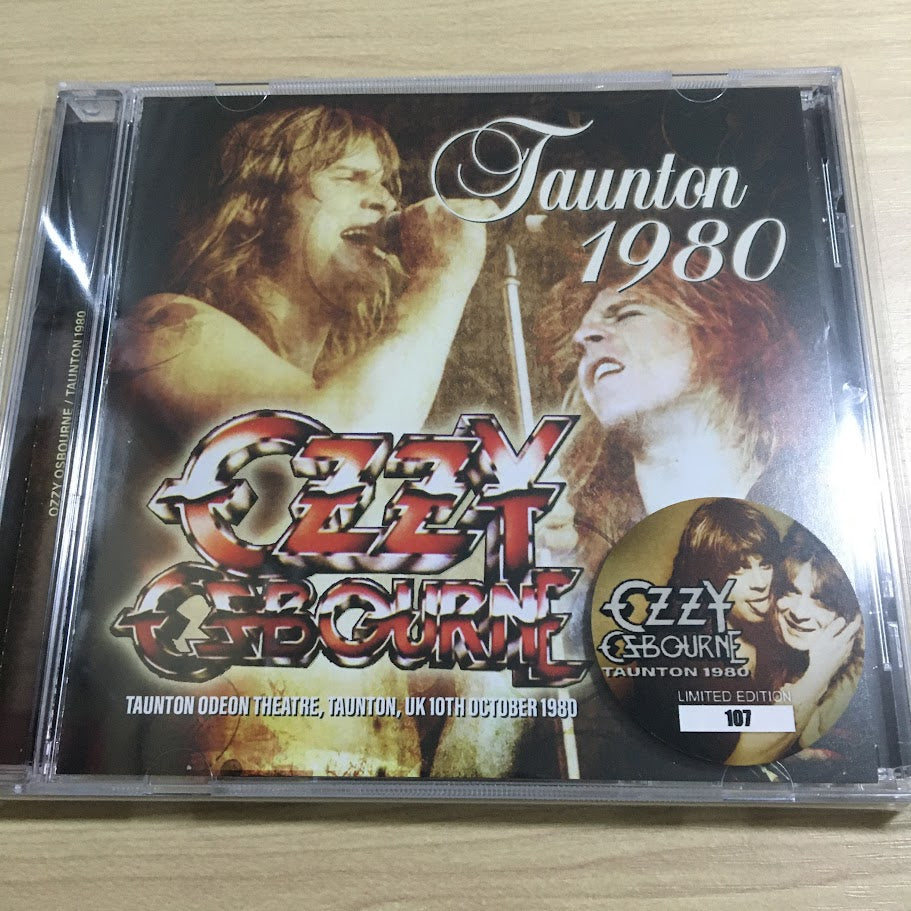 Taunton
1980
OZZY OSBOURNE / TAUNTON 1980
OZZY
OSBOURNE
TAUNTON ODEON THEATRE, TAUNTON, UK 10TH OCTOBER 1980
OZZY
OSBOURNE
TAUNTON 1980
LIMITED EDITION
107